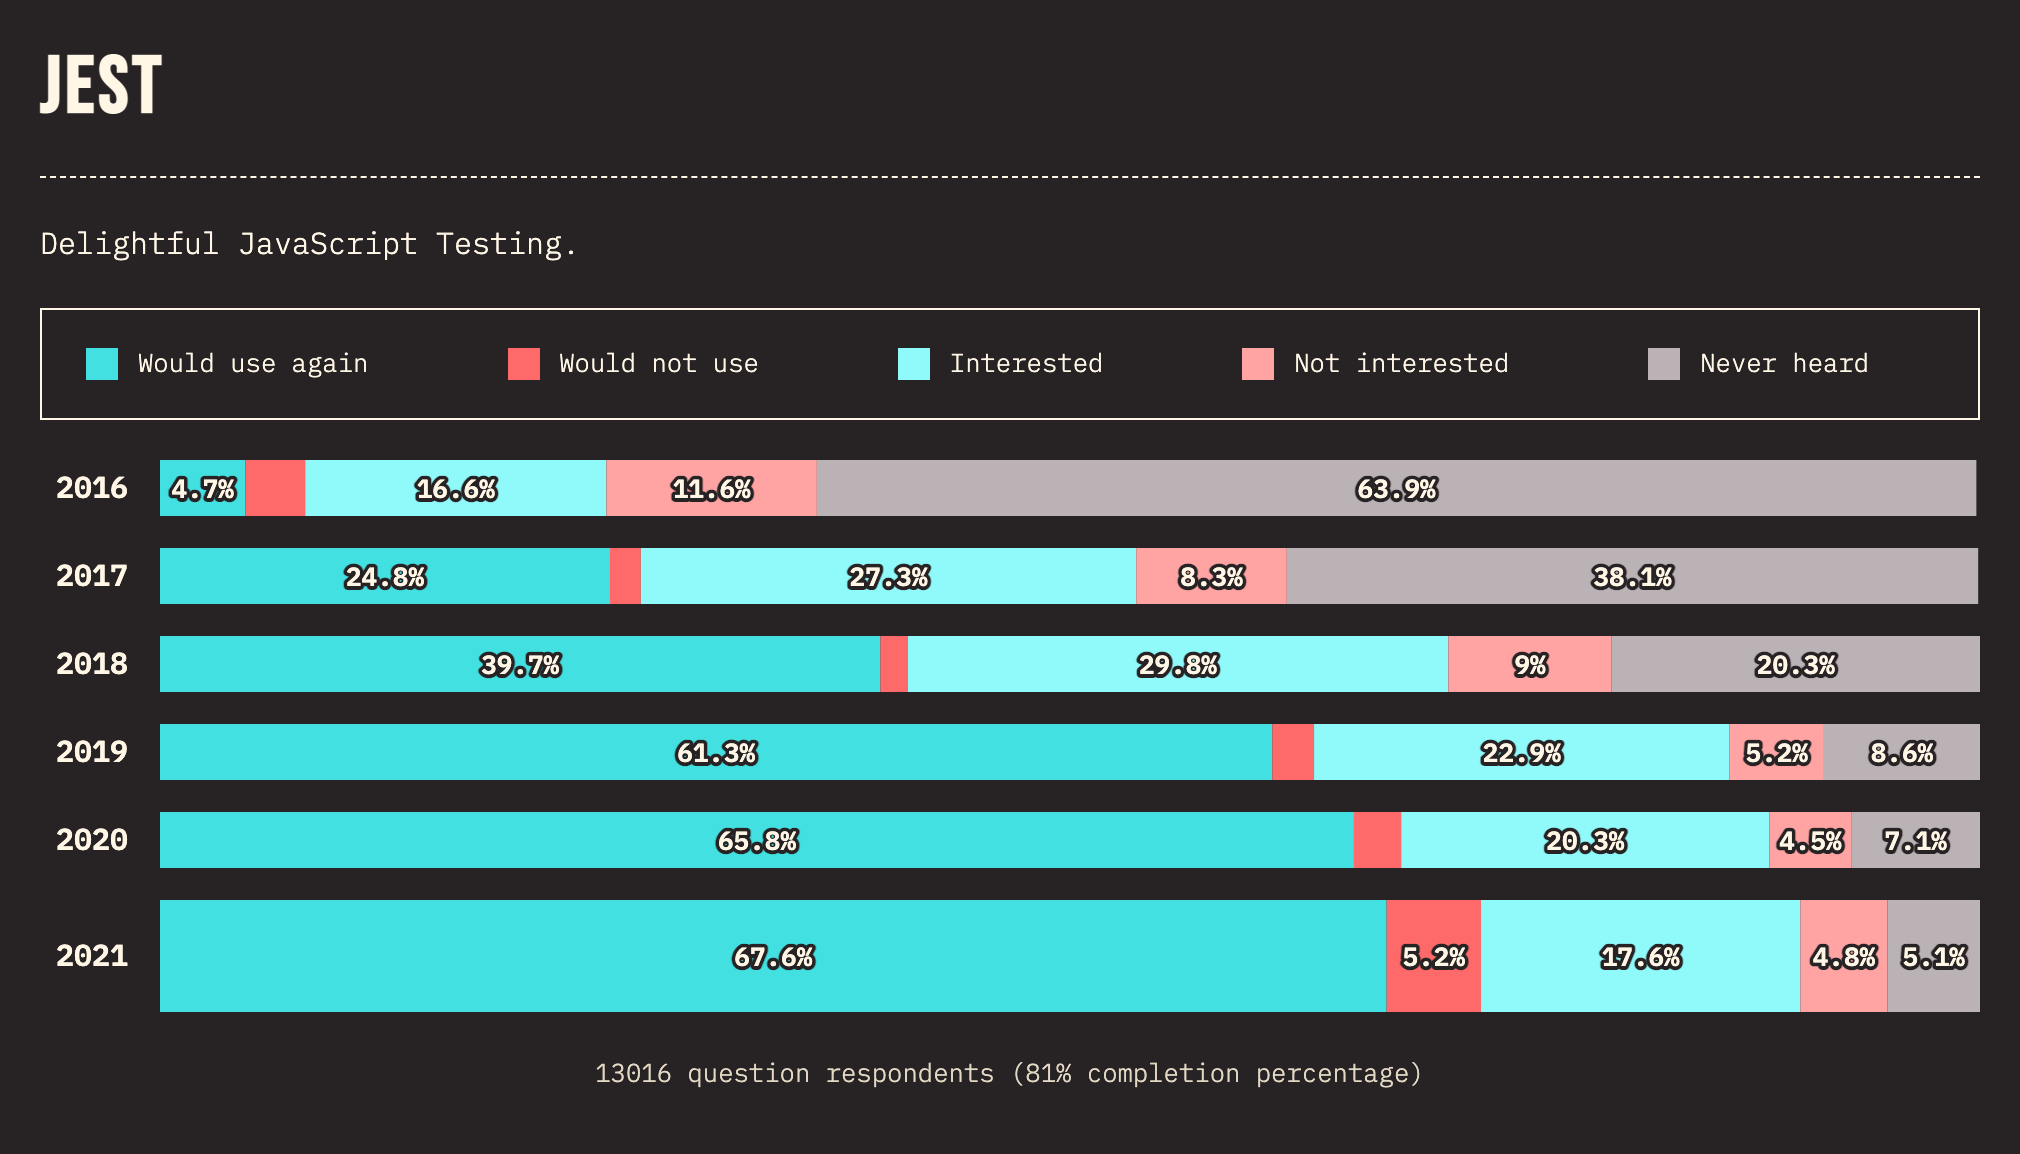 JEST
Delightful JavaScript Testing.
Would use again Would not use Interested Not interested Never heard
2016 4.7% 16.6% 11.6% 63.9%
2017 24.8% 27.3% 8.3% 38.1%
2018 39.7% 29.8% 9% 20.3%
2019 61.3% 22.9% 5.2% 8.6%
2020 65.8% 20.3% 4.5% 7.1%
2021 67.6% 5.2% 17.6% 4.8% 5.1%
13016 question respondents (81% completion percentage)